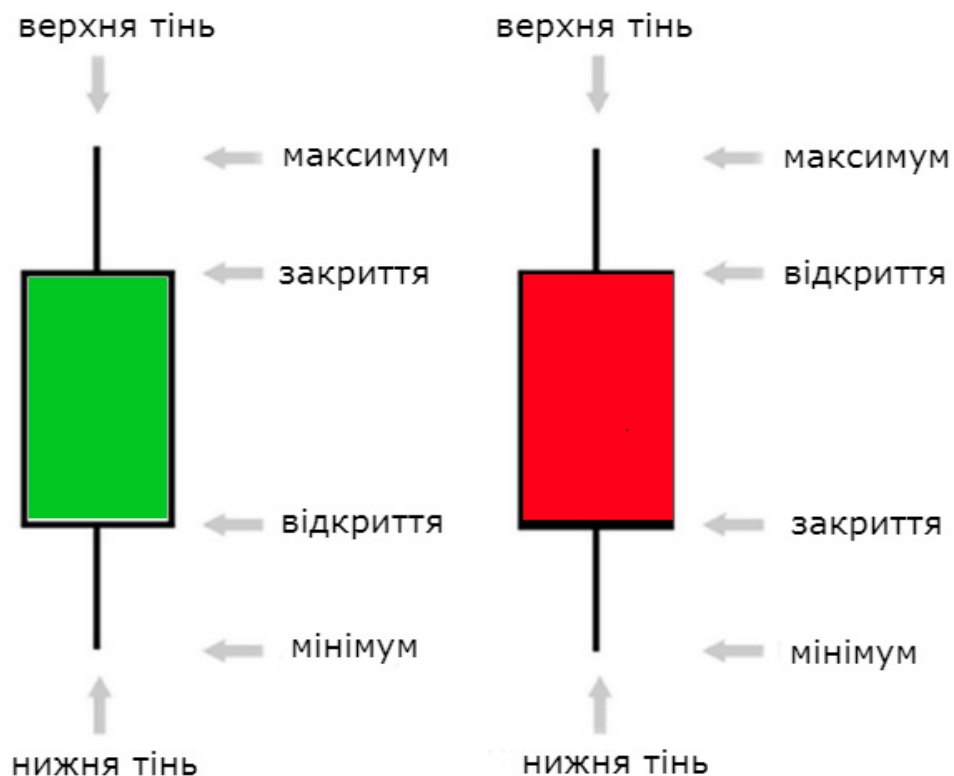 верхня тінь
верхня тінь
максимум
максимум
закриття
відкриття
відкриття
закриття
мінімум
мінімум
нижня тінь
нижня тінь